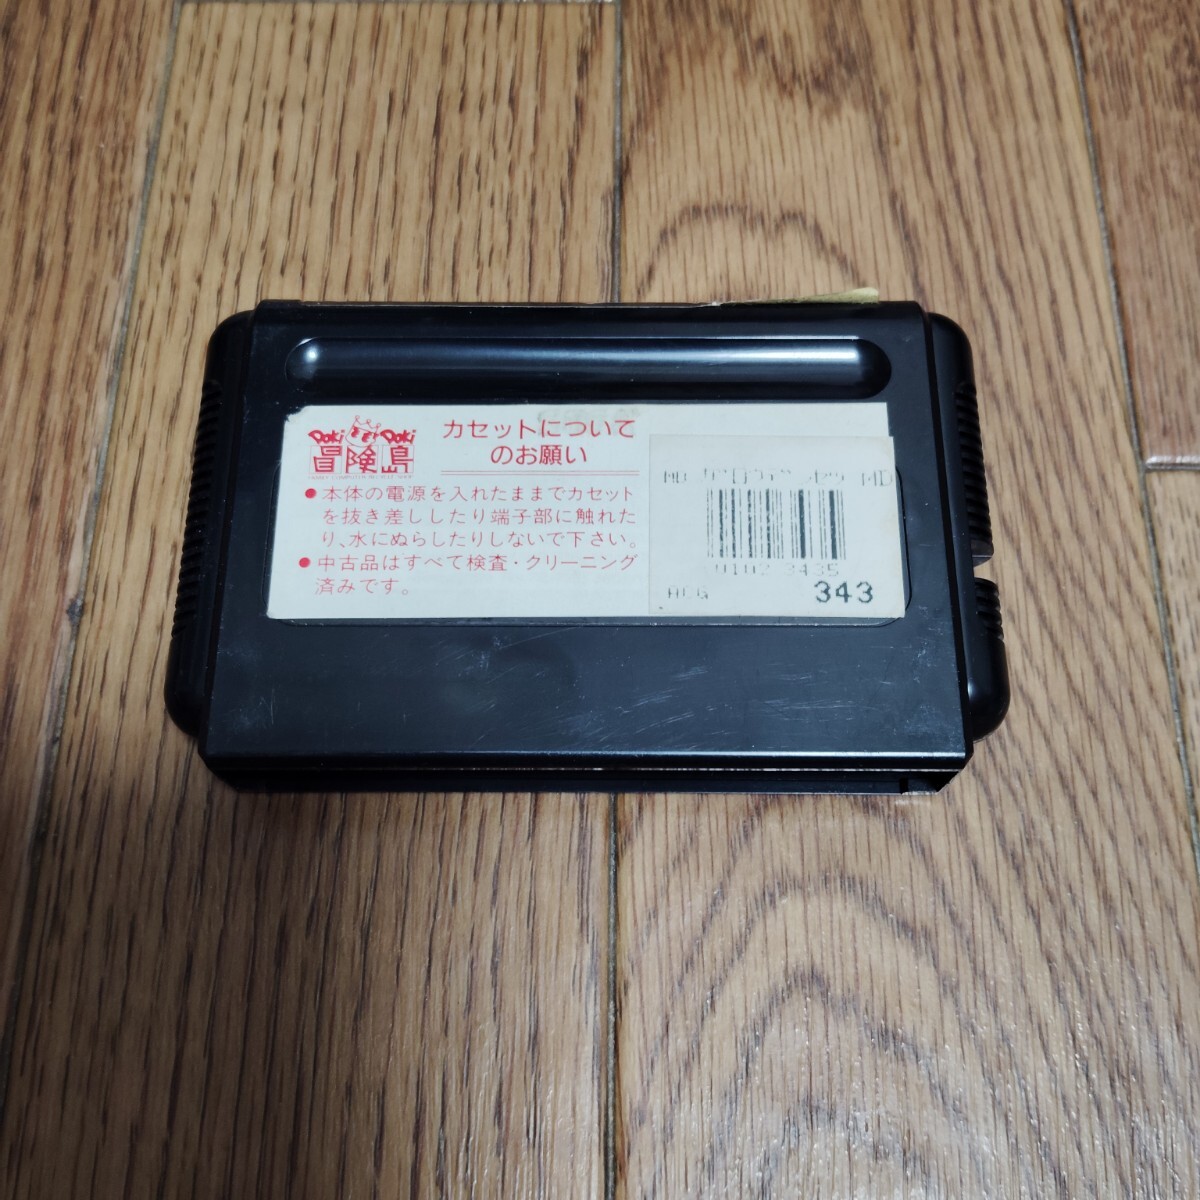 Doki Doki
冒険島
カセットについて
のお願い
●本体の電源を入れたままでカセット
を抜き差ししたり端子部に触れた
り、水にぬらしたりしないで下さい。
●中古品はすべて検査・クリーニング
済みです。
MD
0102 3435
343